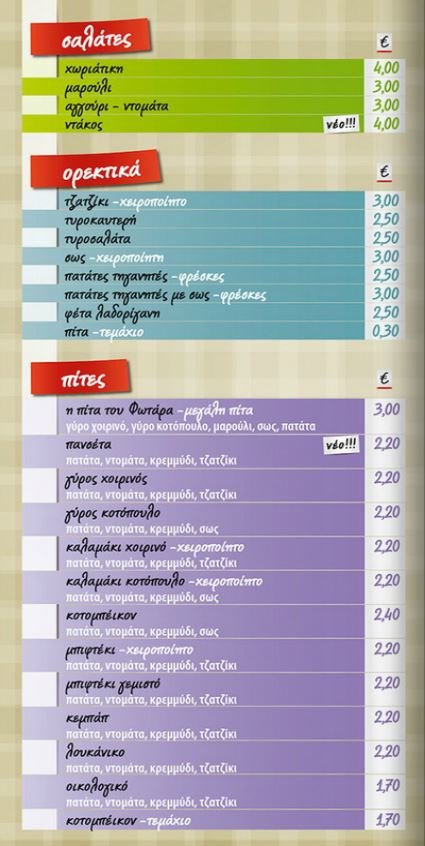 σαλάτες €
χωριάτικη 4,00
μαρούλι 3,00
αγγούρι - ντομάτα 3,00
ντάκος νέο!!! 4,00
ορεκτικά €
τζατζίκι - χειροποίητο 3,00
τυροκαυτερή 2,50
τυροσαλάτα 2,50
σως - χειροποίητη 3,00
πατάτες τηγανητές - φρέσκες 2,50
πατάτες τηγανητές με σως - φρέσκες 3,00
φέτα λαδορίγανη 2,50
πίτα - τεμάχιο 0,30
πίτες €
η πίτα του Φωτάρα - μεγάλη πίτα 3,00
γύρο χοιρινό, γύρο κοτόπουλο, μαρούλι, σως, πατάτα
πανσέτα νέο!!! 2,20
πατάτα, ντομάτα, κρεμμύδι, τζατζίκι
γύρος χοιρινός 2,20
πατάτα, ντομάτα, κρεμμύδι, τζατζίκι
γύρος κοτόπουλο 2,20
πατάτα, ντομάτα, κρεμμύδι, σως
καλαμάκι χοιρινό - χειροποίητο 2,20
πατάτα, ντομάτα, κρεμμύδι, τζατζίκι
καλαμάκι κοτόπουλο - χειροποίητο 2,20
πατάτα, ντομάτα, κρεμμύδι, σως
κοτομπέικον 2,40
πατάτα, ντομάτα, κρεμμύδι, σως
μπιφτέκι - χειροποίητο 2,20
πατάτα, ντομάτα, κρεμμύδι, τζατζίκι
μπιφτέκι γεμιστό 2,20
πατάτα, ντομάτα, κρεμμύδι, τζατζίκι
κεμπάπ 2,20
πατάτα, ντομάτα, κρεμμύδι, τζατζίκι
λουκάνικο 2,20
πατάτα, ντομάτα, κρεμμύδι, τζατζίκι
οικολογικό 1,70
πατάτα, ντομάτα, κρεμμύδι, τζατζίκι
κοτομπέικον - τεμάχιο 1,70